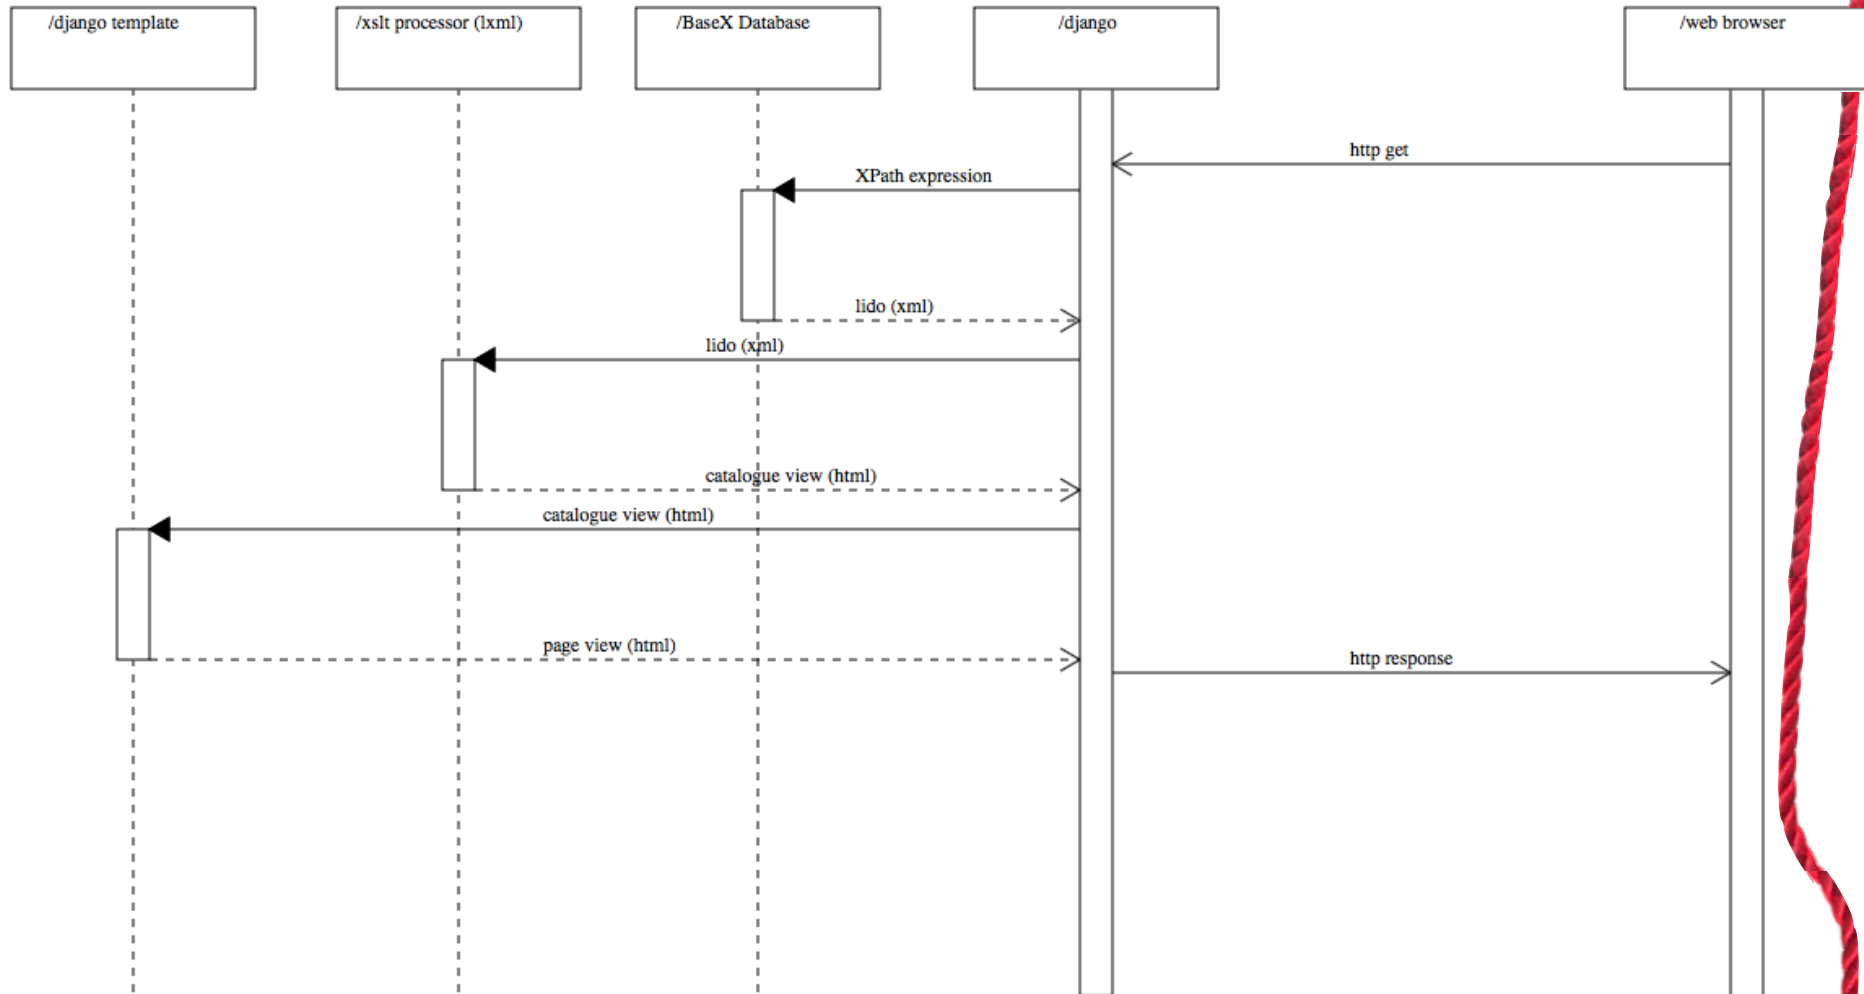 /django template
/xslt processor (lxml)
/BaseX Database
/django
/web browser
http get
XPath expression
lido (xml)
lido (xml)
catalogue view (html)
catalogue view (html)
page view (html)
http response